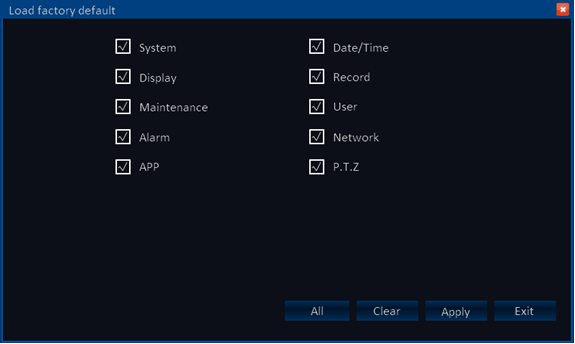 Load factory default
System
Date/Time
Display
Record
Maintenance
User
Alarm
Network
APP
P.T.Z
All
Clear
Apply
Exit